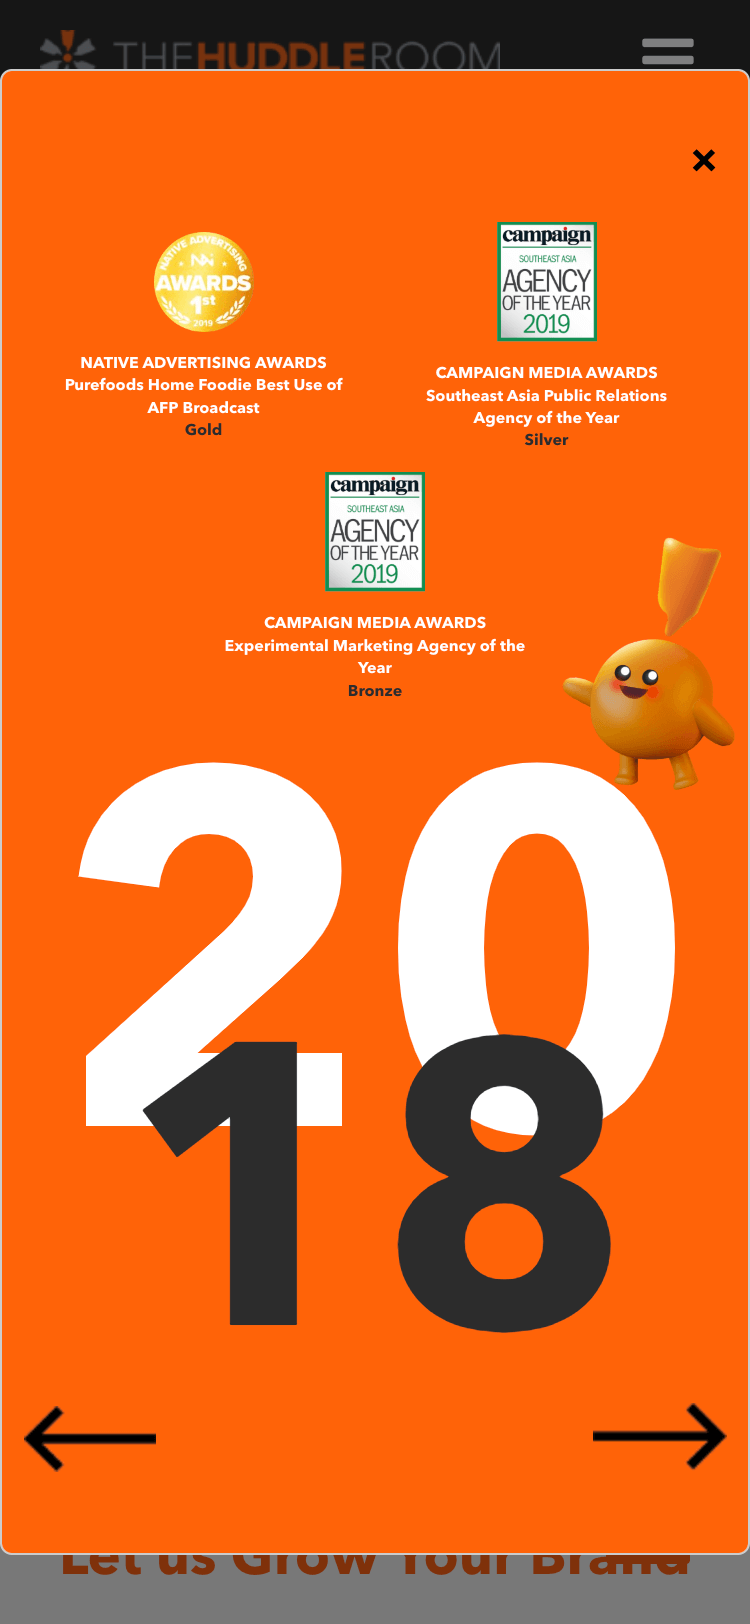 THEHUDDLEROOM
NATIVE ADVERTISING
AWARDS
1st
2019
NATIVE ADVERTISING AWARDS
Purefoods Home Foodie Best Use of
AFP Broadcast
Gold
campaign
SOUTHEAST ASIA
AGENCY
OF THE YEAR
2019
CAMPAIGN MEDIA AWARDS
Southeast Asia Public Relations
Agency of the Year
Silver
campaign
SOUTHEAST ASIA
AGENCY
OF THE YEAR
2019
CAMPAIGN MEDIA AWARDS
Experimental Marketing Agency of the
Year
Bronze
20
18
Let us Grow Your Brand